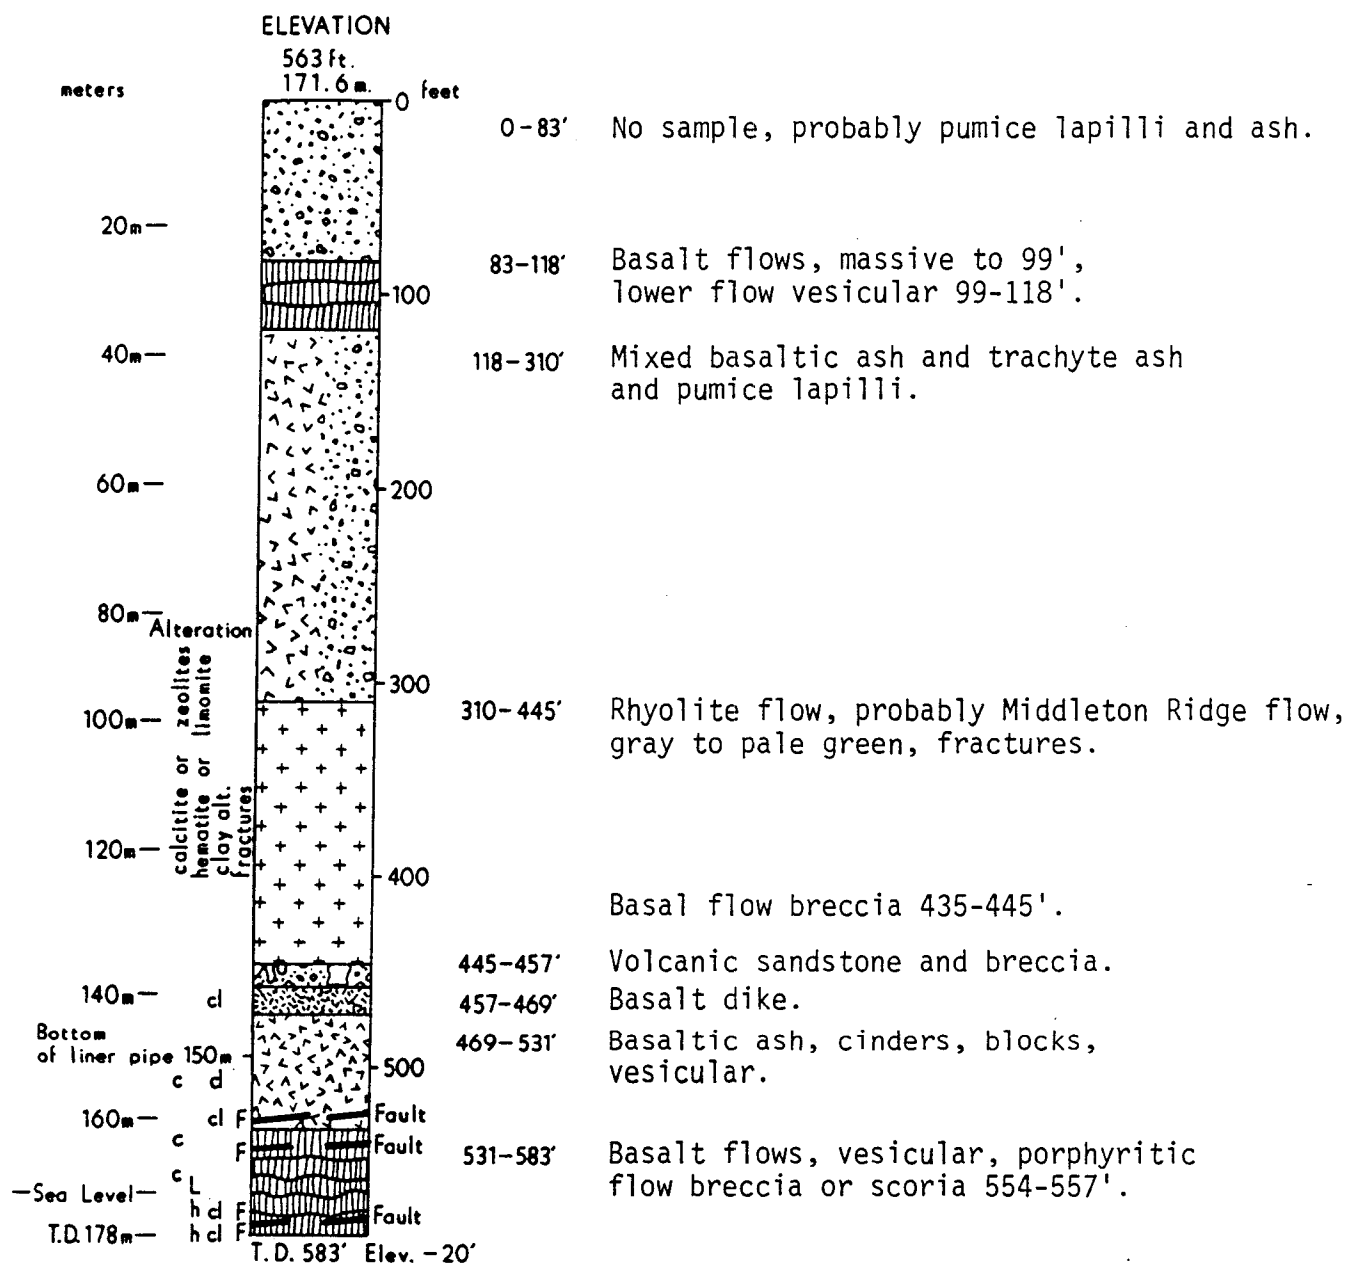 ELEVATION
563 ft.
171.6 m.
meters
0 feet
0-83' No sample, probably pumice lapilli and ash.
20m
83-118' Basalt flows, massive to 99',
lower flow vesicular 99-118'.
100
40m
118-310' Mixed basaltic ash and trachyte ash
and pumice lapilli.
60m
200
80m
Alteration
calcitite or zeolites
hematite or limomite
clay alt.
fractures
300
100m
310-445' Rhyolite flow, probably Middleton Ridge flow,
gray to pale green, fractures.
120m
400
Basal flow breccia 435-445'.
445-457' Volcanic sandstone and breccia.
140m cl
457-469' Basalt dike.
Bottom
of liner pipe 150m
469-531' Basaltic ash, cinders, blocks,
vesicular.
500
c d
160m cl F Fault
c F Fault
531-583' Basalt flows, vesicular, porphyritic
flow breccia or scoria 554-557'.
c L
Sea Level
h cl F Fault
T.D. 178m h cl F
T.D. 583' Elev. -20'